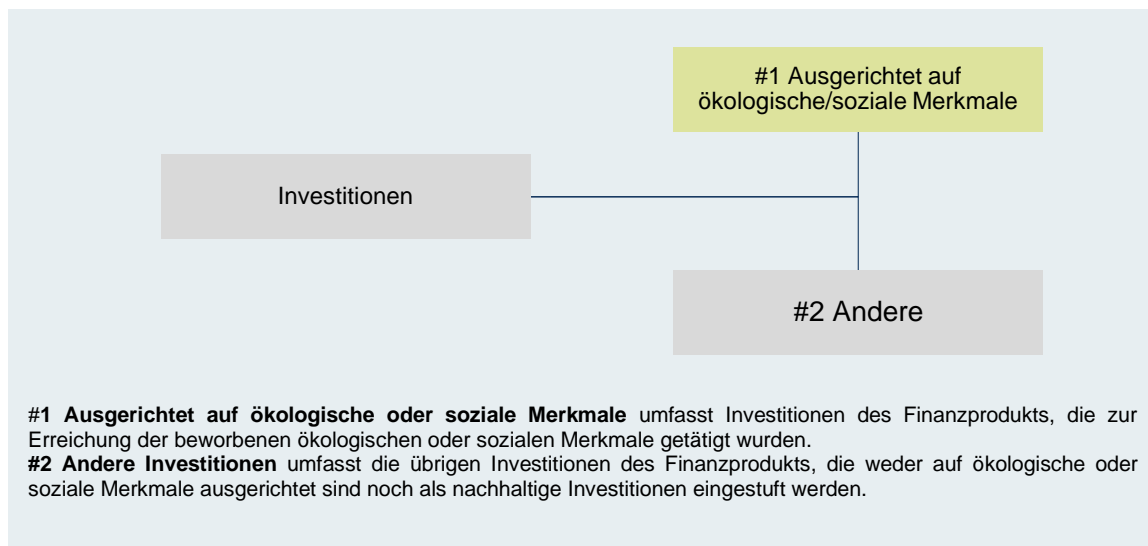 #1 Ausgerichtet auf
ökologische/soziale Merkmale
Investitionen
#2 Andere
#1 Ausgerichtet auf ökologische oder soziale Merkmale umfasst Investitionen des Finanzprodukts, die zur
Erreichung der beworbenen ökologischen oder sozialen Merkmale getätigt wurden.
#2 Andere Investitionen umfasst die übrigen Investitionen des Finanzprodukts, die weder auf ökologische oder
soziale Merkmale ausgerichtet sind noch als nachhaltige Investitionen eingestuft werden.